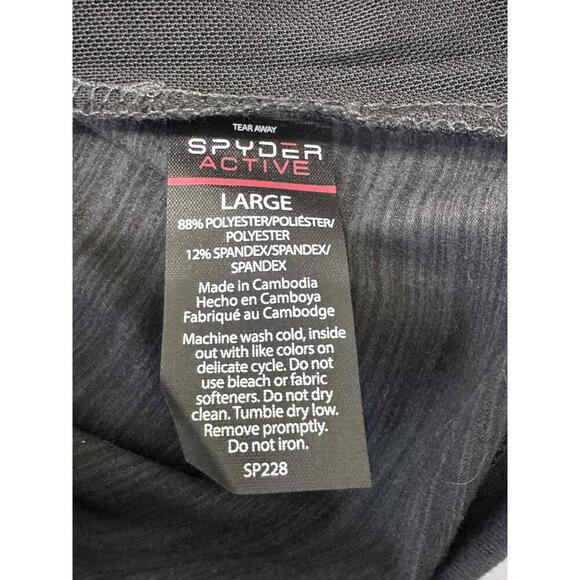 TEAR AWAY
SPYDER
ACTIVE
LARGE
88% POLYESTER/POLIÉSTER/
POLYESTER
12% SPANDEX/SPANDEX/
SPANDEX
Made in Cambodia
Hecho en Camboya
Fabriqué au Cambodge
Machine wash cold, inside
out with like colors on
delicate cycle. Do not
use bleach or fabric
softeners. Do not dry
clean. Tumble dry low.
Remove promptly.
Do not iron.
SP228